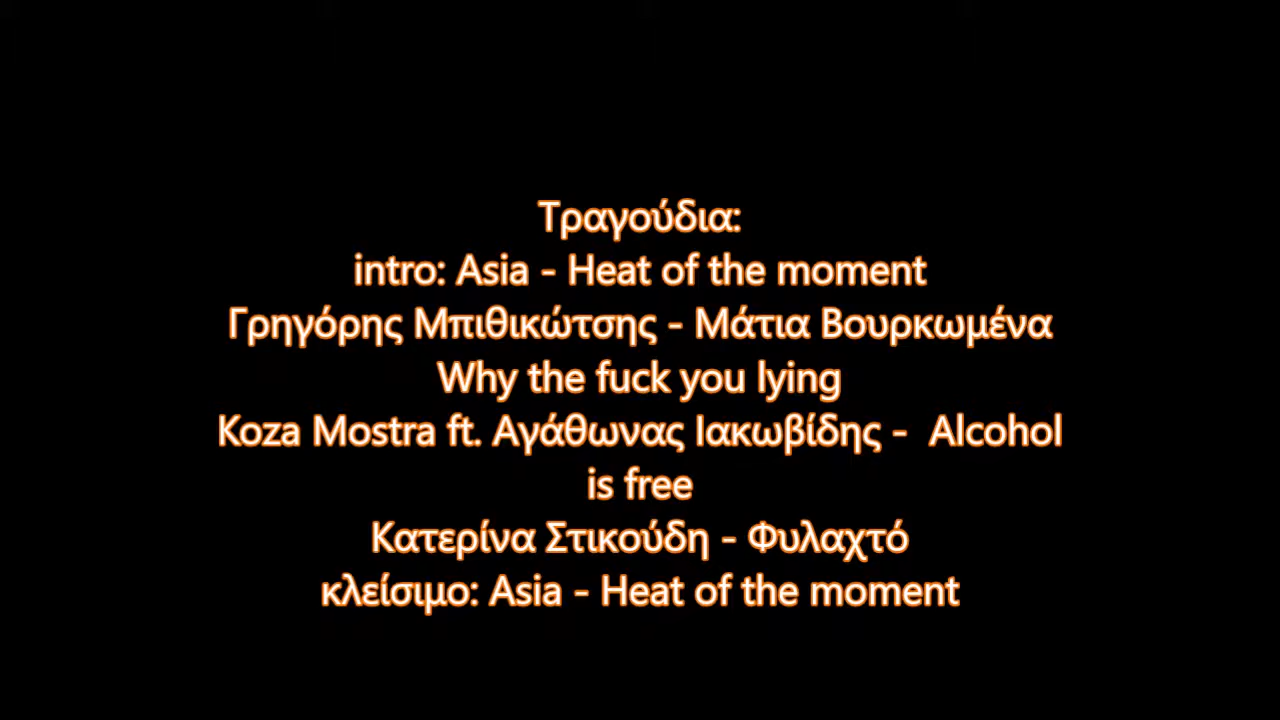 Τραγούδια:
intro: Asia - Heat of the moment
Γρηγόρης Μπιθικώτσης - Μάτια Βουρκωμένα
Why the fuck you lying
Koza Mostra ft. Αγάθωνας Ιακωβίδης - Alcohol
is free
Κατερίνα Στικούδη - Φυλαχτό
κλείσιμο: Asia - Heat of the moment